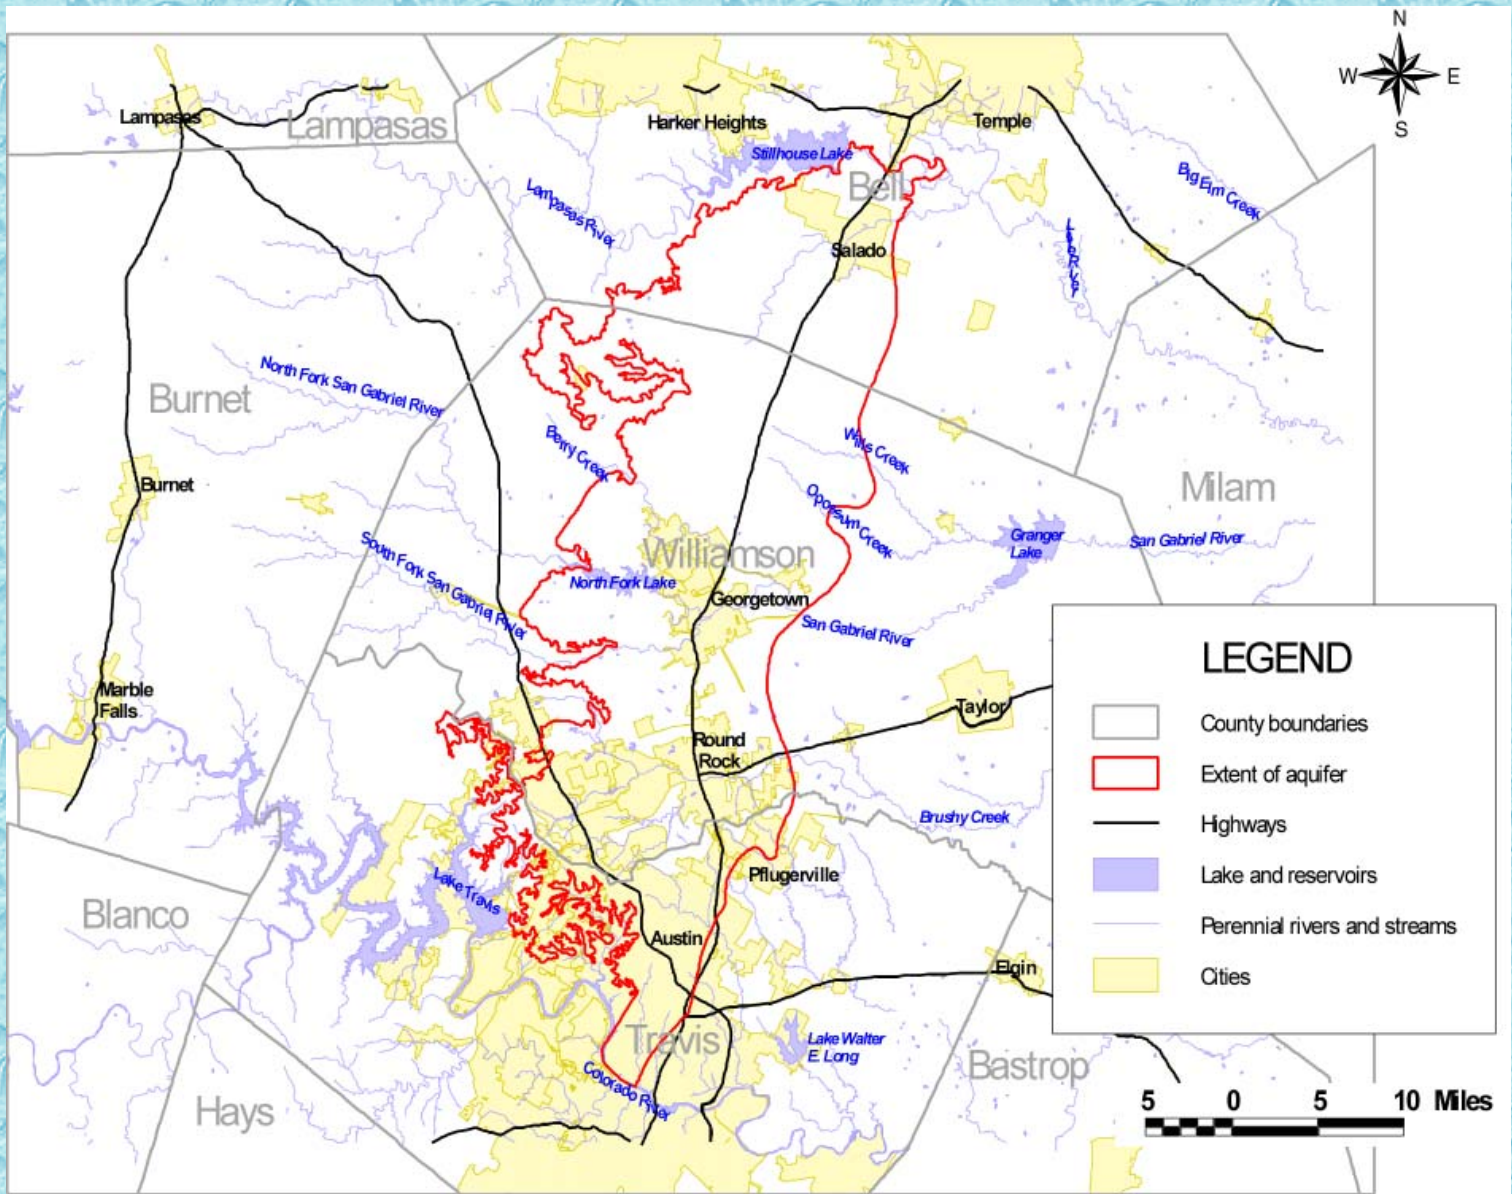 N
W
E
S
Lampasas
Lampasas
Harker Heights
Temple
Stillhouse Lake
Bell
Big Elm Creek
Lampasas River
Salado
Burnet
North Fork San Gabriel River
Berry Creek
Willis Creek
Milam
Burnet
Opossum Creek
Granger
Lake
San Gabriel River
South Fork San Gabriel River
Williamson
North Fork Lake
Georgetown
San Gabriel River
LEGEND
County boundaries
Extent of aquifer
Highways
Lake and reservoirs
Perennial rivers and streams
Cities
Marble
Falls
Taylor
Round
Rock
Brushy Creek
Pflugerville
Lake Travis
Blanco
Austin
Elgin
Travis
Lake Walter
E. Long
Bastrop
Colorado River
Hays
5 0 5 10 Miles